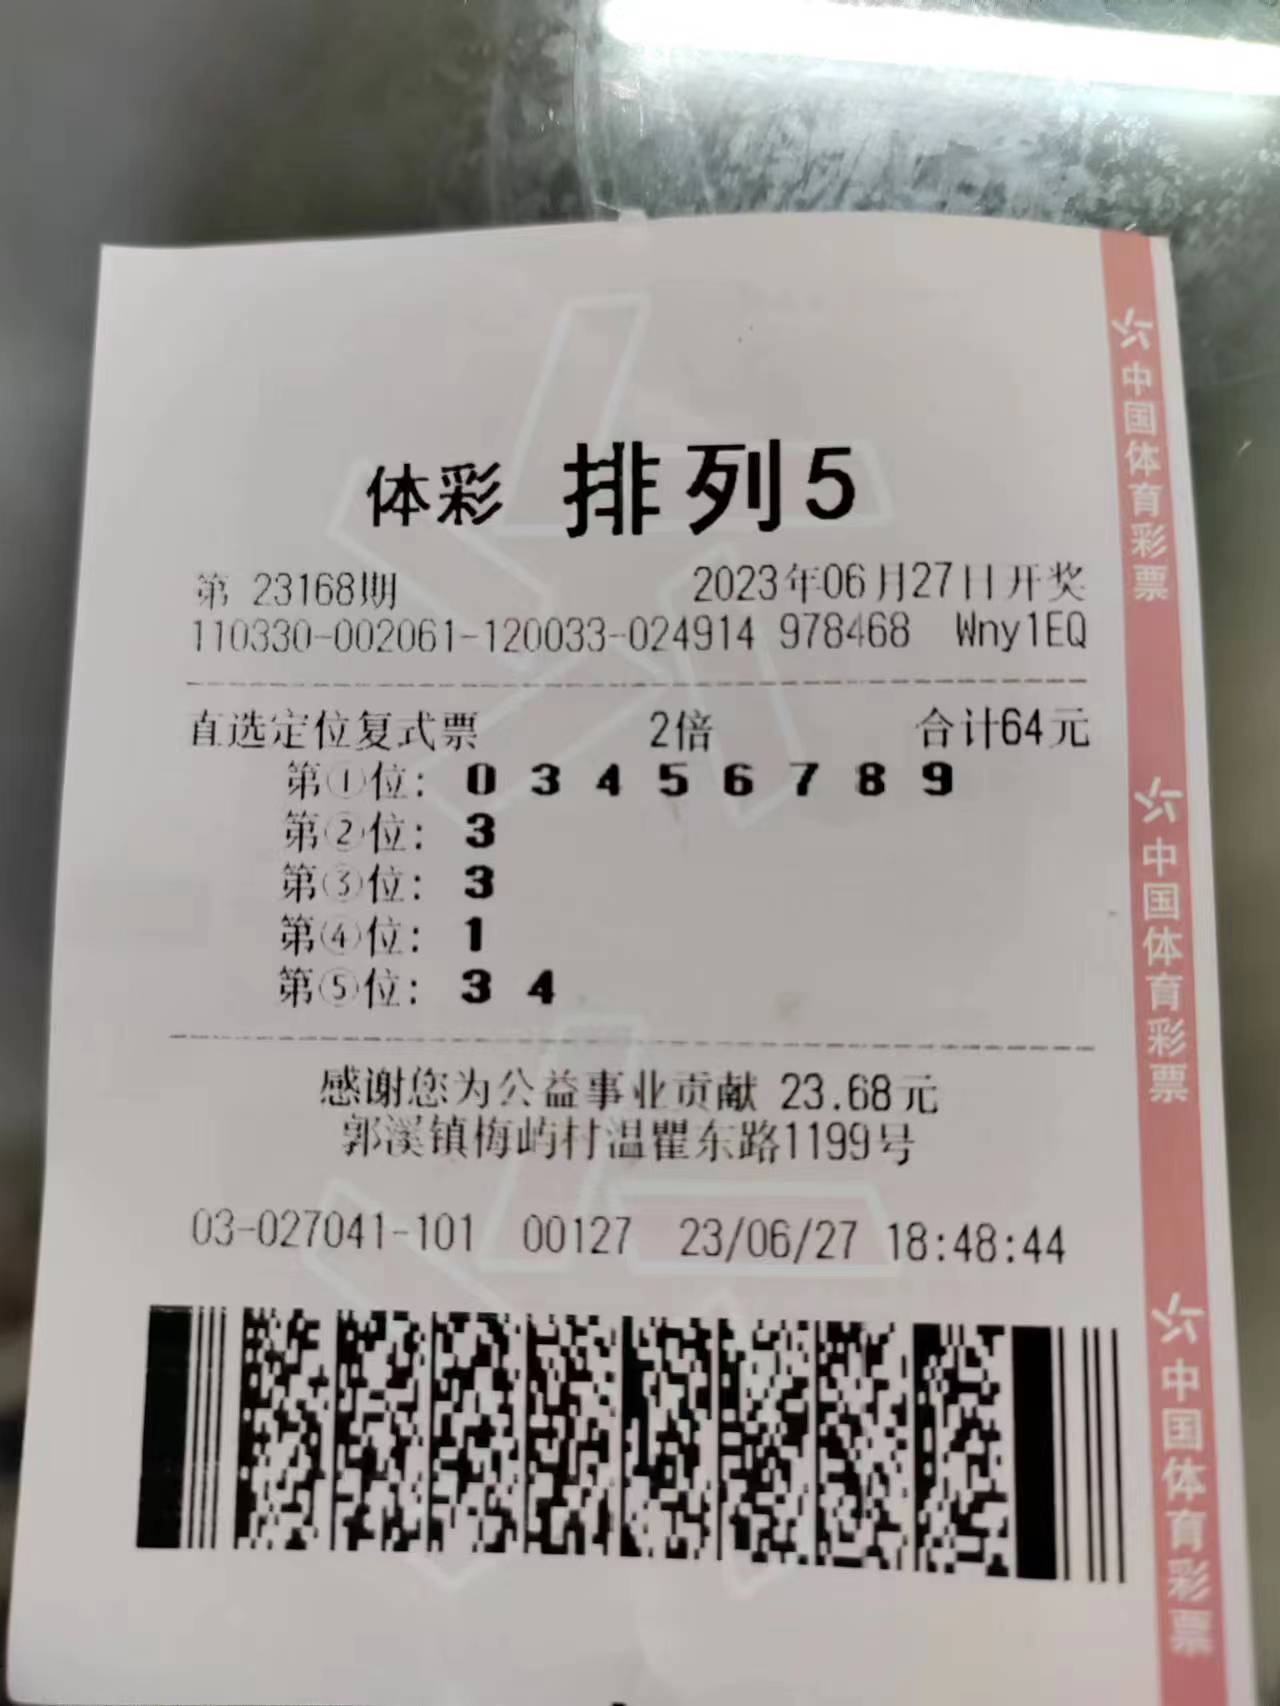 体彩 排列5
第 23168期 2023年06月27日开奖
110330-002061-120033-024914 978468 Wny1EQ
直选定位复式票 2倍 合计64元
第①位: 0 3 4 5 6 7 8 9
第②位: 3
第③位: 3
第④位: 1
第⑤位: 3 4
感谢您为公益事业贡献 23.68元
郭溪镇梅屿村温瞿东路1199号
03-027041-101 00127 23/06/27 18:48:44
中国体育彩票
中国体育彩票
中国体育彩票